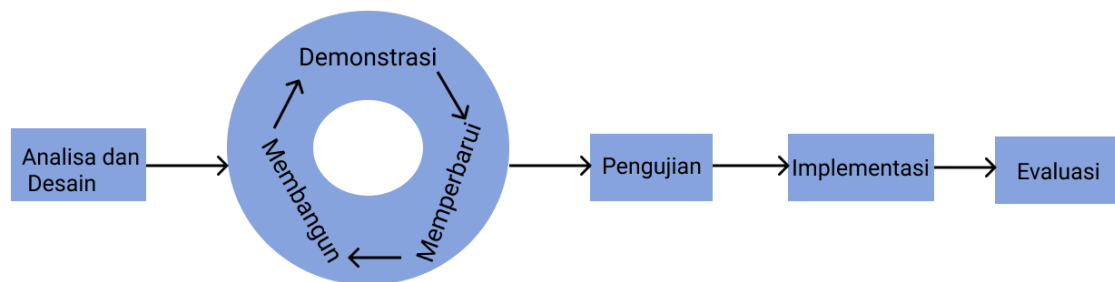 Analisa dan
Desain
Demonstrasi
Memperbarui
Membangun
Pengujian
Implementasi
Evaluasi